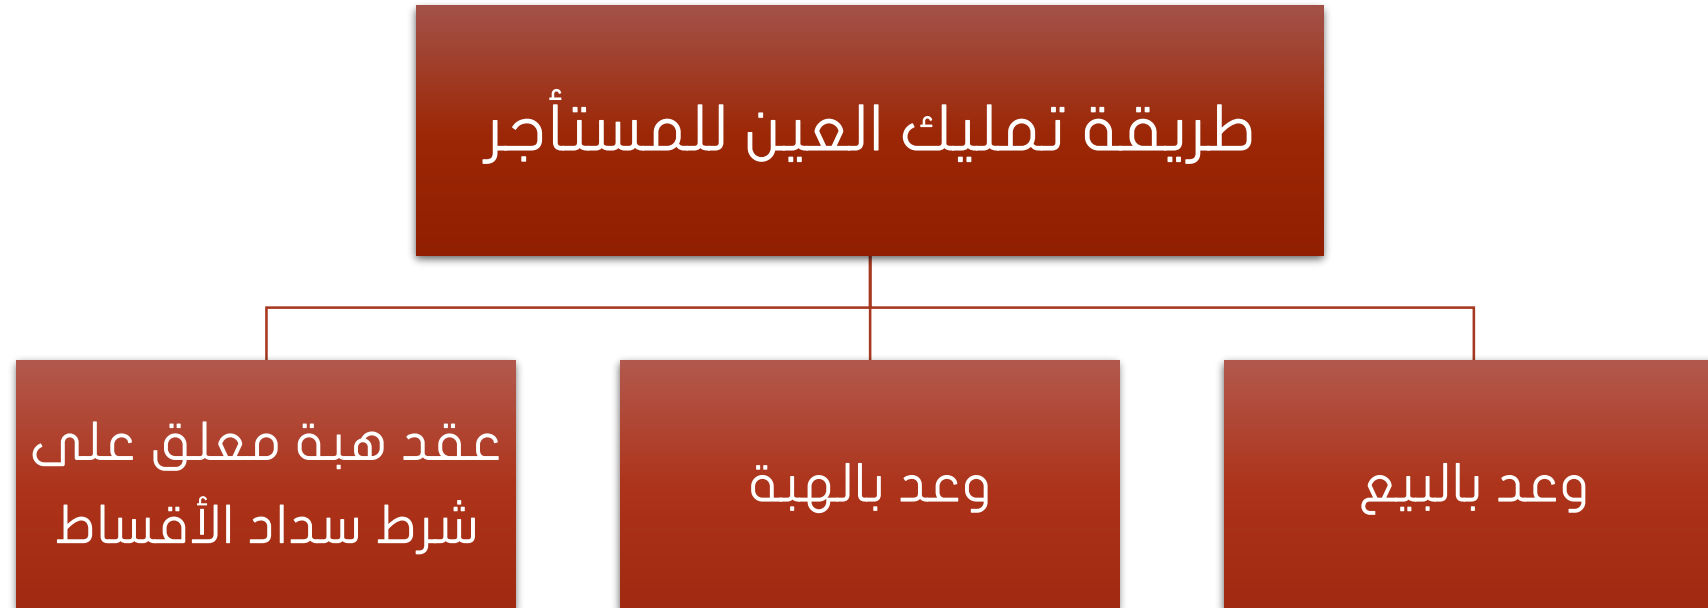 طريقة تمليك العين للمستأجر
وعد بالبيع
وعد بالهبة
عقد هبة معلق على
شرط سداد الأقساط